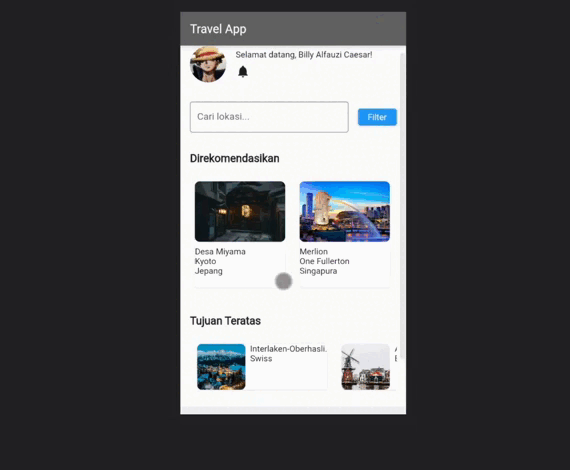 Travel App
Selamat datang, Billy Alfauzi Caesar!
Cari lokasi...
Filter
Direkomendasikan
Desa Miyama
Kyoto
Jepang
Merlion
One Fullerton
Singapura
Tujuan Teratas
Interlaken-Oberhasli.
Swiss